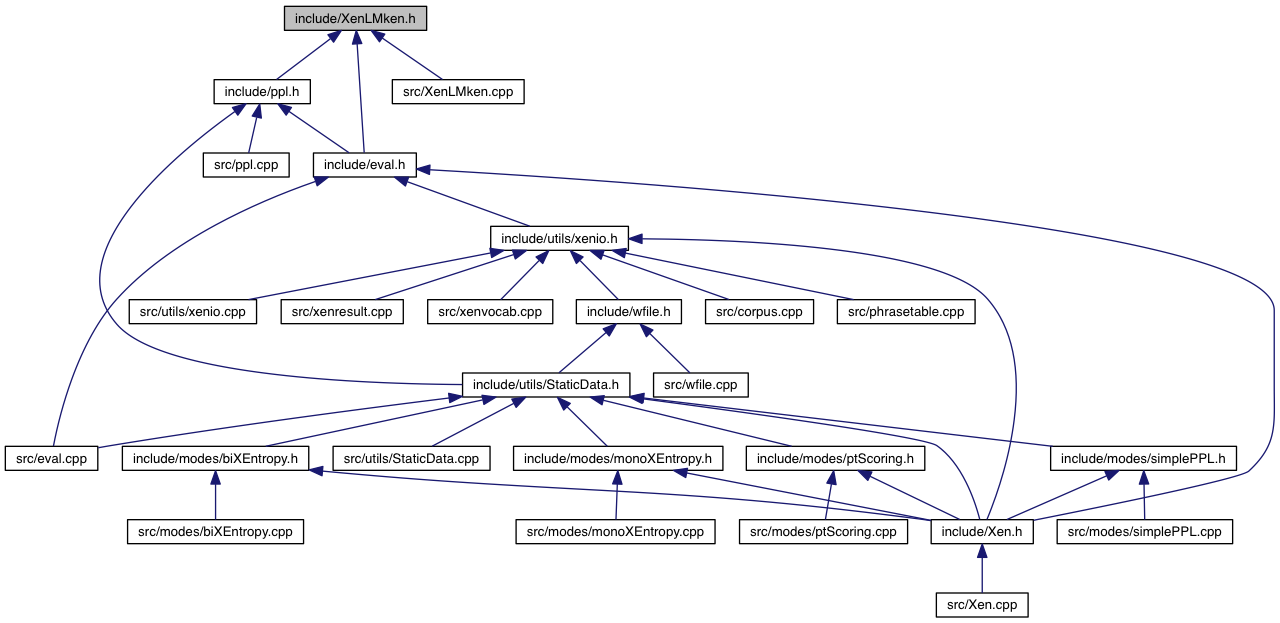 include/XenLMken.h
include/ppl.h
src/XenLMken.cpp
src/ppl.cpp
include/eval.h
include/utils/xenio.h
src/utils/xenio.cpp
src/xenresult.cpp
src/xenvocab.cpp
include/wfile.h
src/corpus.cpp
src/phrasetable.cpp
include/utils/StaticData.h
src/wfile.cpp
src/eval.cpp
include/modes/biXEntropy.h
src/utils/StaticData.cpp
include/modes/monoXEntropy.h
include/modes/ptScoring.h
include/modes/simplePPL.h
src/modes/biXEntropy.cpp
src/modes/monoXEntropy.cpp
src/modes/ptScoring.cpp
include/Xen.h
src/modes/simplePPL.cpp
src/Xen.cpp